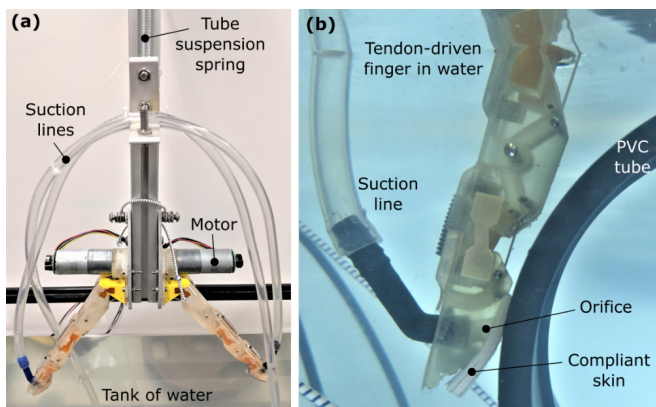 (a)
Tube
suspension
spring
Suction
lines
Motor
Tank of water
(b)
Tendon-driven
finger in water
PVC
tube
Suction
line
Orifice
Compliant
skin